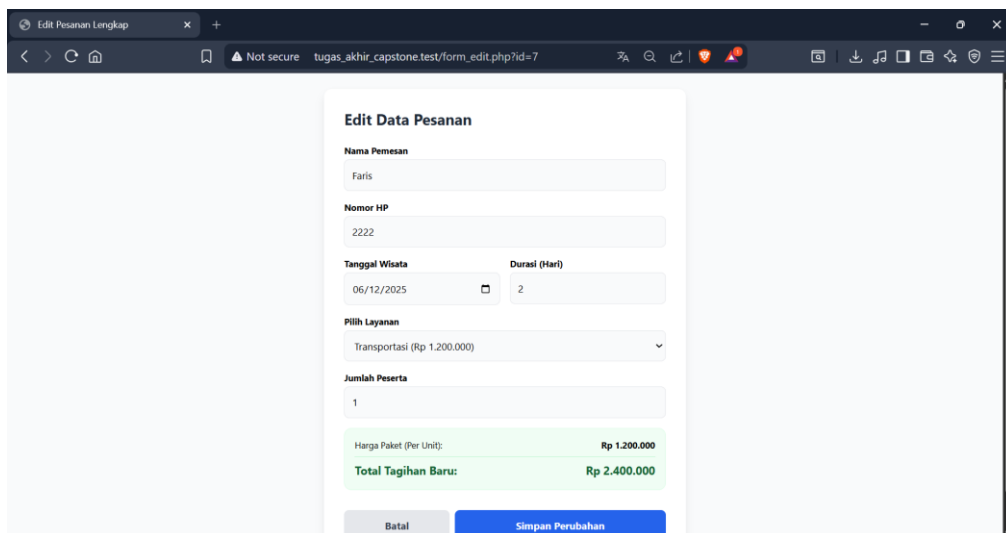 Edit Pesanan Lengkap
Not secure tugas_akhir_capstone.test/form_edit.php?id=7
Edit Data Pesanan
Nama Pemesan
Faris
Nomor HP
2222
Tanggal Wisata Durasi (Hari)
06/12/2025 2
Pilih Layanan
Transportasi (Rp 1.200.000)
Jumlah Peserta
1
Harga Paket (Per Unit): Rp 1.200.000
Total Tagihan Baru: Rp 2.400.000
Batal Simpan Perubahan